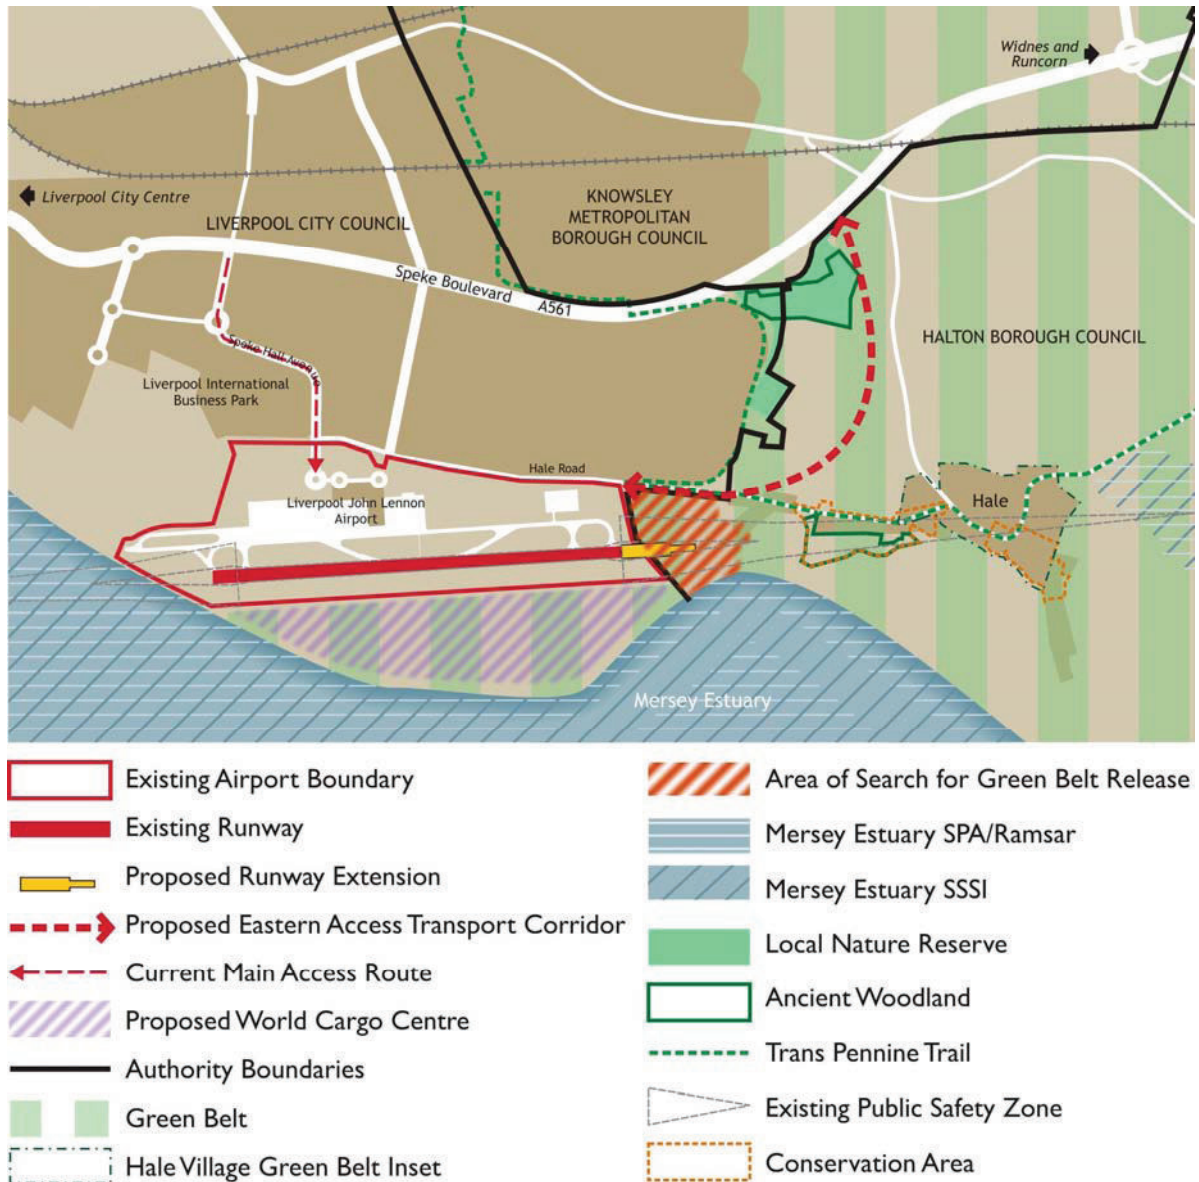 Widnes and
Runcorn
Liverpool City Centre
LIVERPOOL CITY COUNCIL
KNOWSLEY
METROPOLITAN
BOROUGH COUNCIL
Speke Boulevard
A561
HALTON BOROUGH COUNCIL
Speke Hall Avenue
Liverpool International
Business Park
Hale Road
Liverpool John Lennon
Airport
Hale
Mersey Estuary
Existing Airport Boundary
Existing Runway
Proposed Runway Extension
Proposed Eastern Access Transport Corridor
Current Main Access Route
Proposed World Cargo Centre
Authority Boundaries
Green Belt
Hale Village Green Belt Inset
Area of Search for Green Belt Release
Mersey Estuary SPA/Ramsar
Mersey Estuary SSSI
Local Nature Reserve
Ancient Woodland
Trans Pennine Trail
Existing Public Safety Zone
Conservation Area